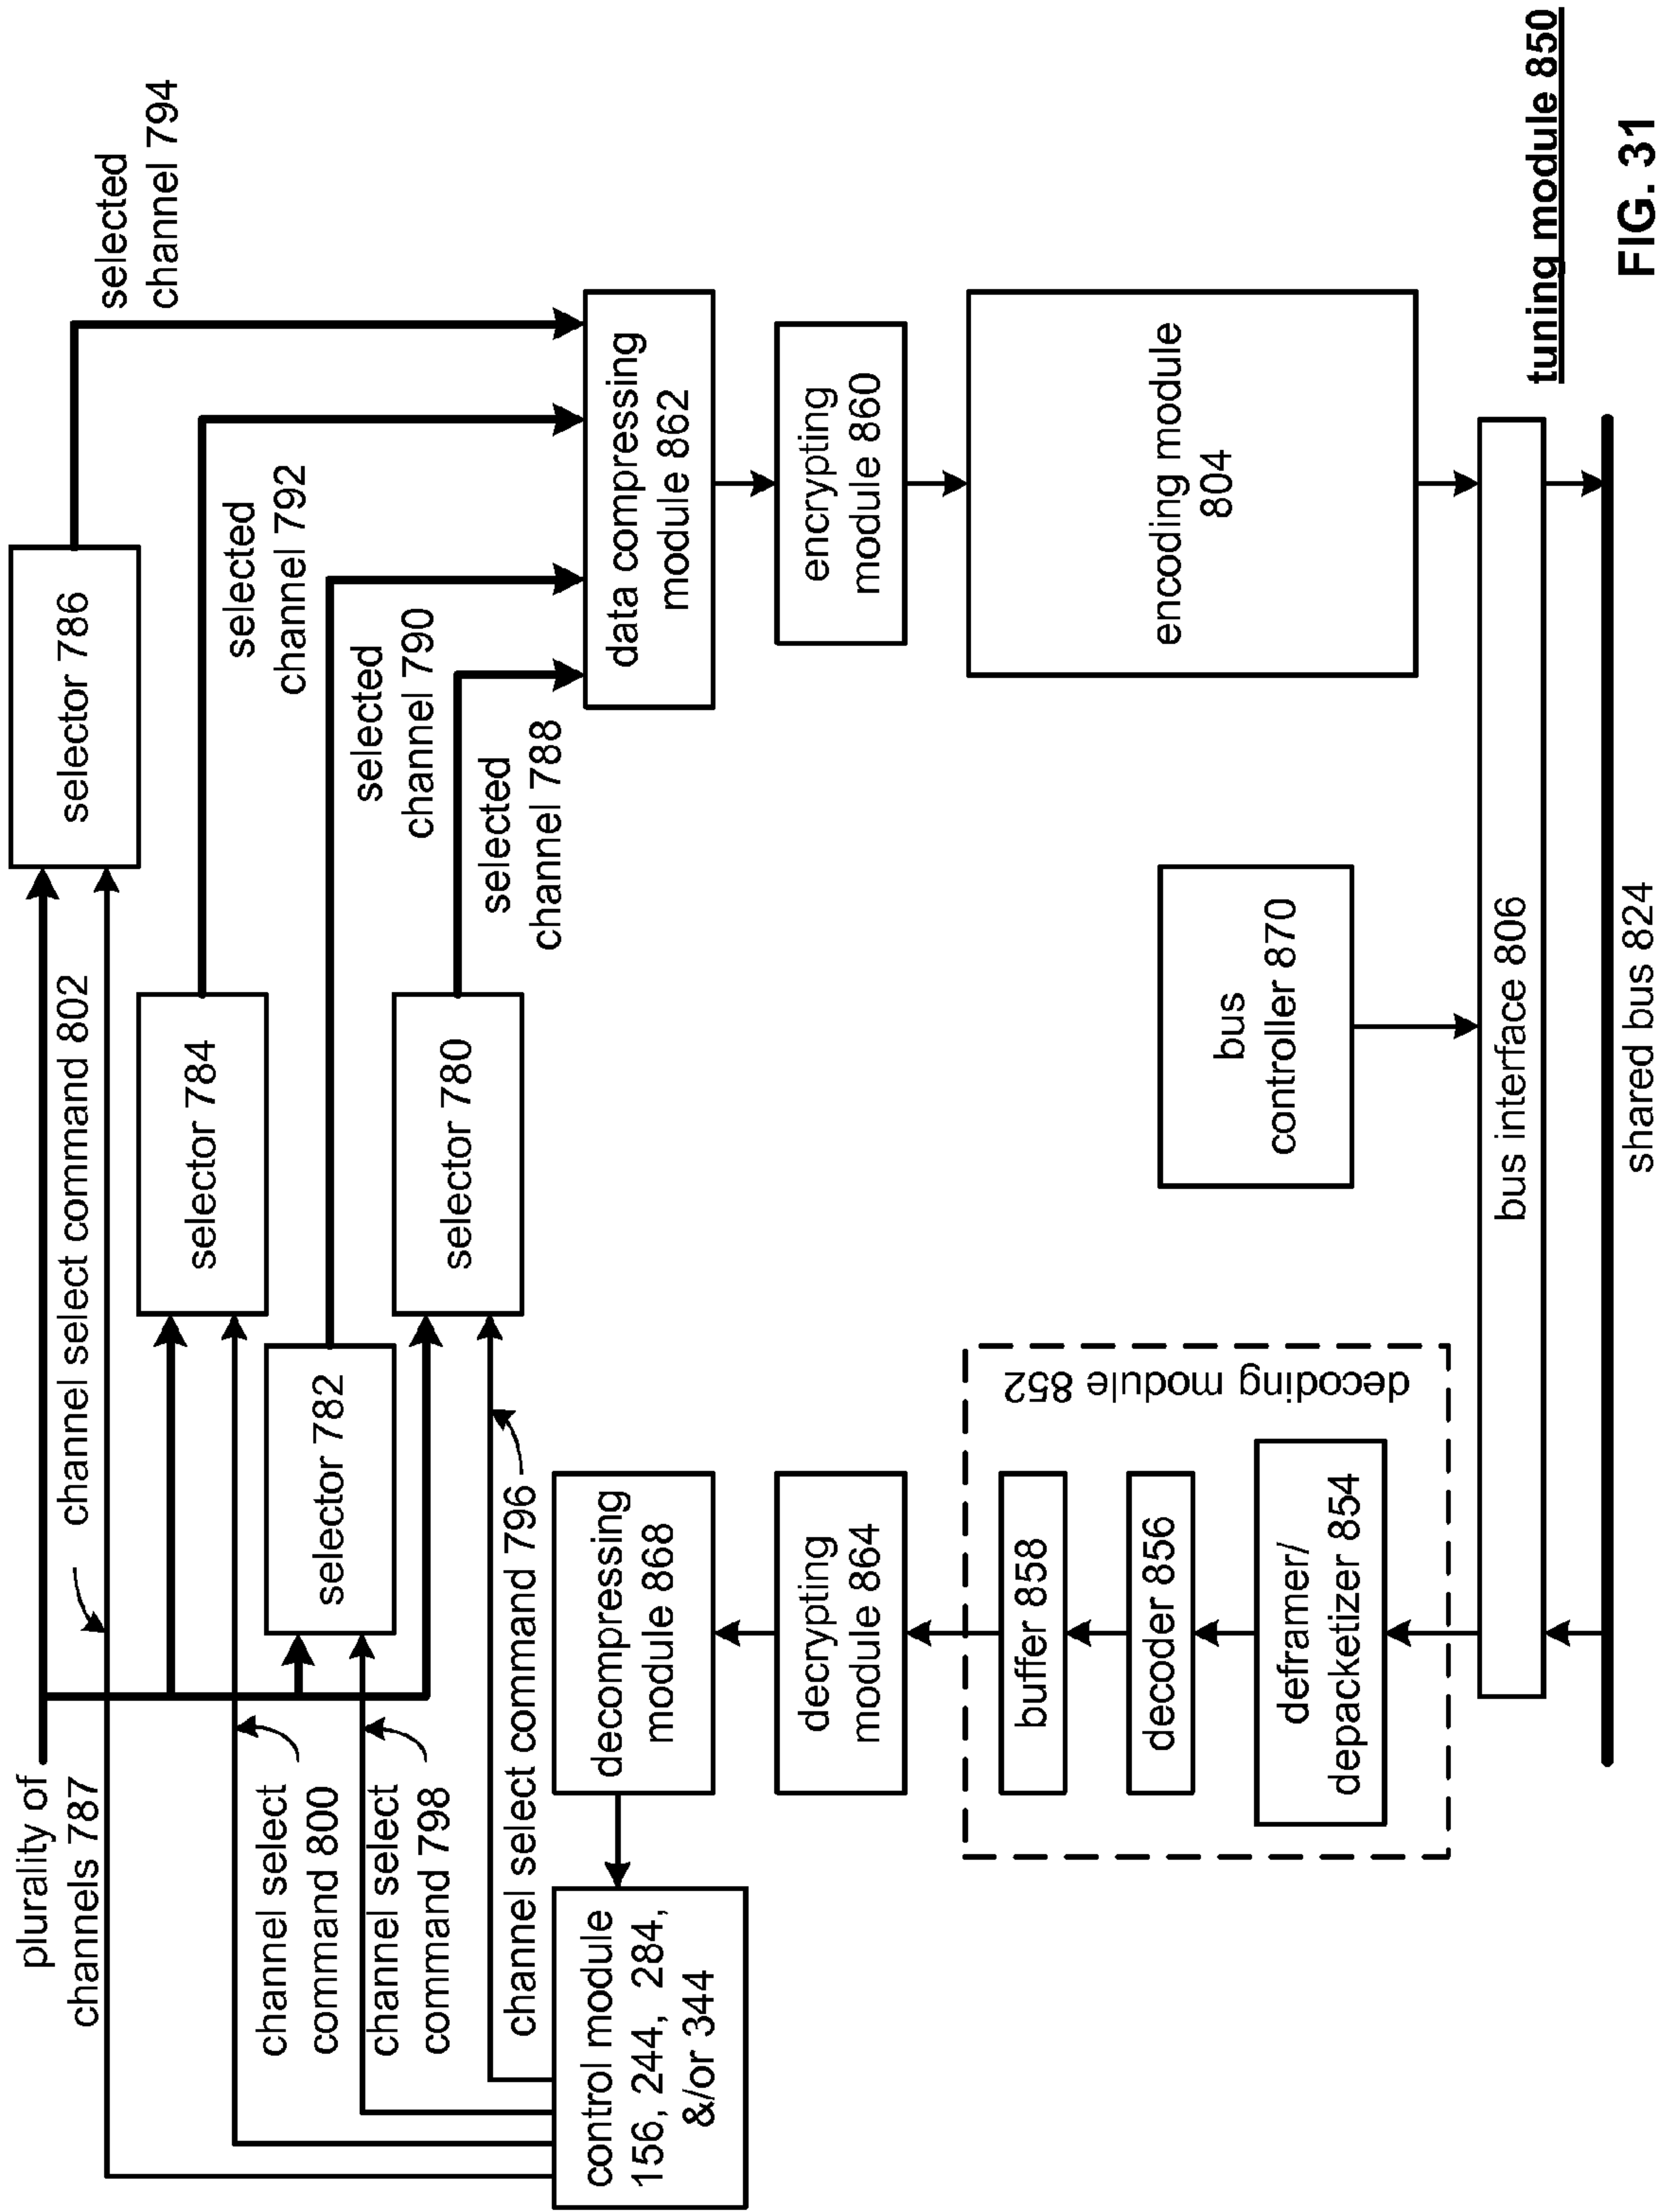 plurality of
channels 787
channel select command 802
selector 786
selected
channel 794
selector 784
selected
channel 792
channel select
command 800
selector 782
selected
channel 790
channel select
command 798
selector 780
selected
channel 788
channel select command 796
control module
156, 244, 284,
&/or 344
decompressing
module 868
data compressing
module 862
decrypting
module 864
encrypting
module 860
buffer 858
decoder 856
deframer/
depacketizer 854
decoding module 852
bus
controller 870
encoding module
804
bus interface 806
shared bus 824
tuning module 850
FIG. 31